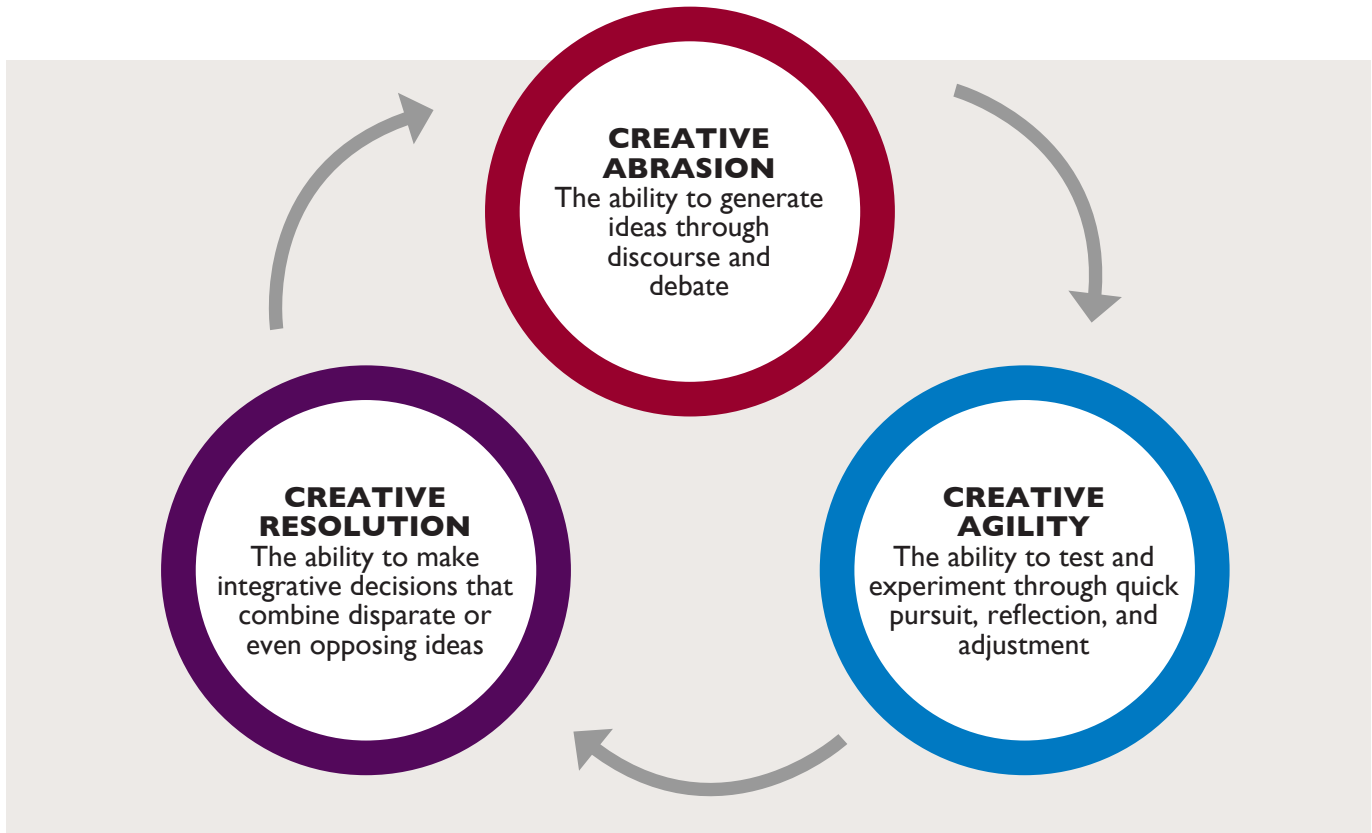 CREATIVE
ABRASION
The ability to generate
ideas through
discourse and
debate
CREATIVE
AGILITY
The ability to test and
experiment through quick
pursuit, reflection, and
adjustment
CREATIVE
RESOLUTION
The ability to make
integrative decisions that
combine disparate or
even opposing ideas